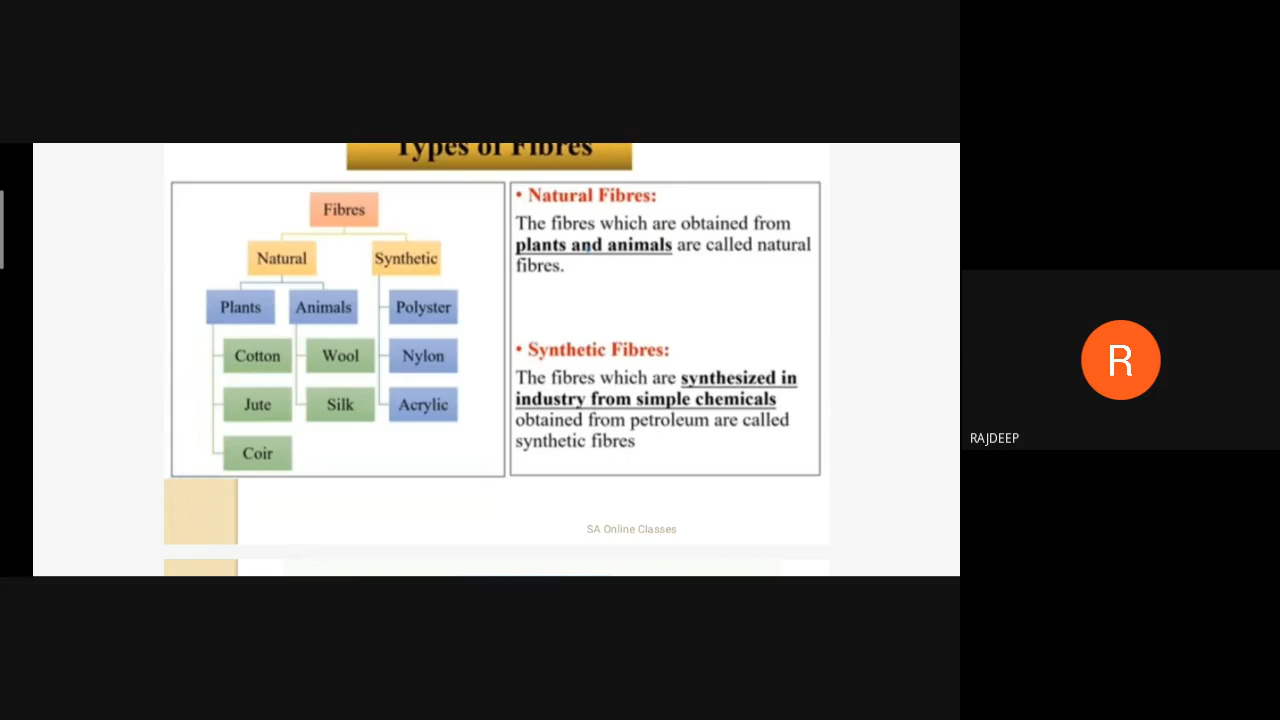 Types of Fibres
Fibres
Natural
Synthetic
Plants
Animals
Polyster
Cotton
Wool
Nylon
Jute
Silk
Acrylic
Coir
• Natural Fibres:
The fibres which are obtained from
plants and animals are called natural
fibres.
• Synthetic Fibres:
The fibres which are synthesized in
industry from simple chemicals
obtained from petroleum are called
synthetic fibres
SA Online Classes
R
RAJDEEP